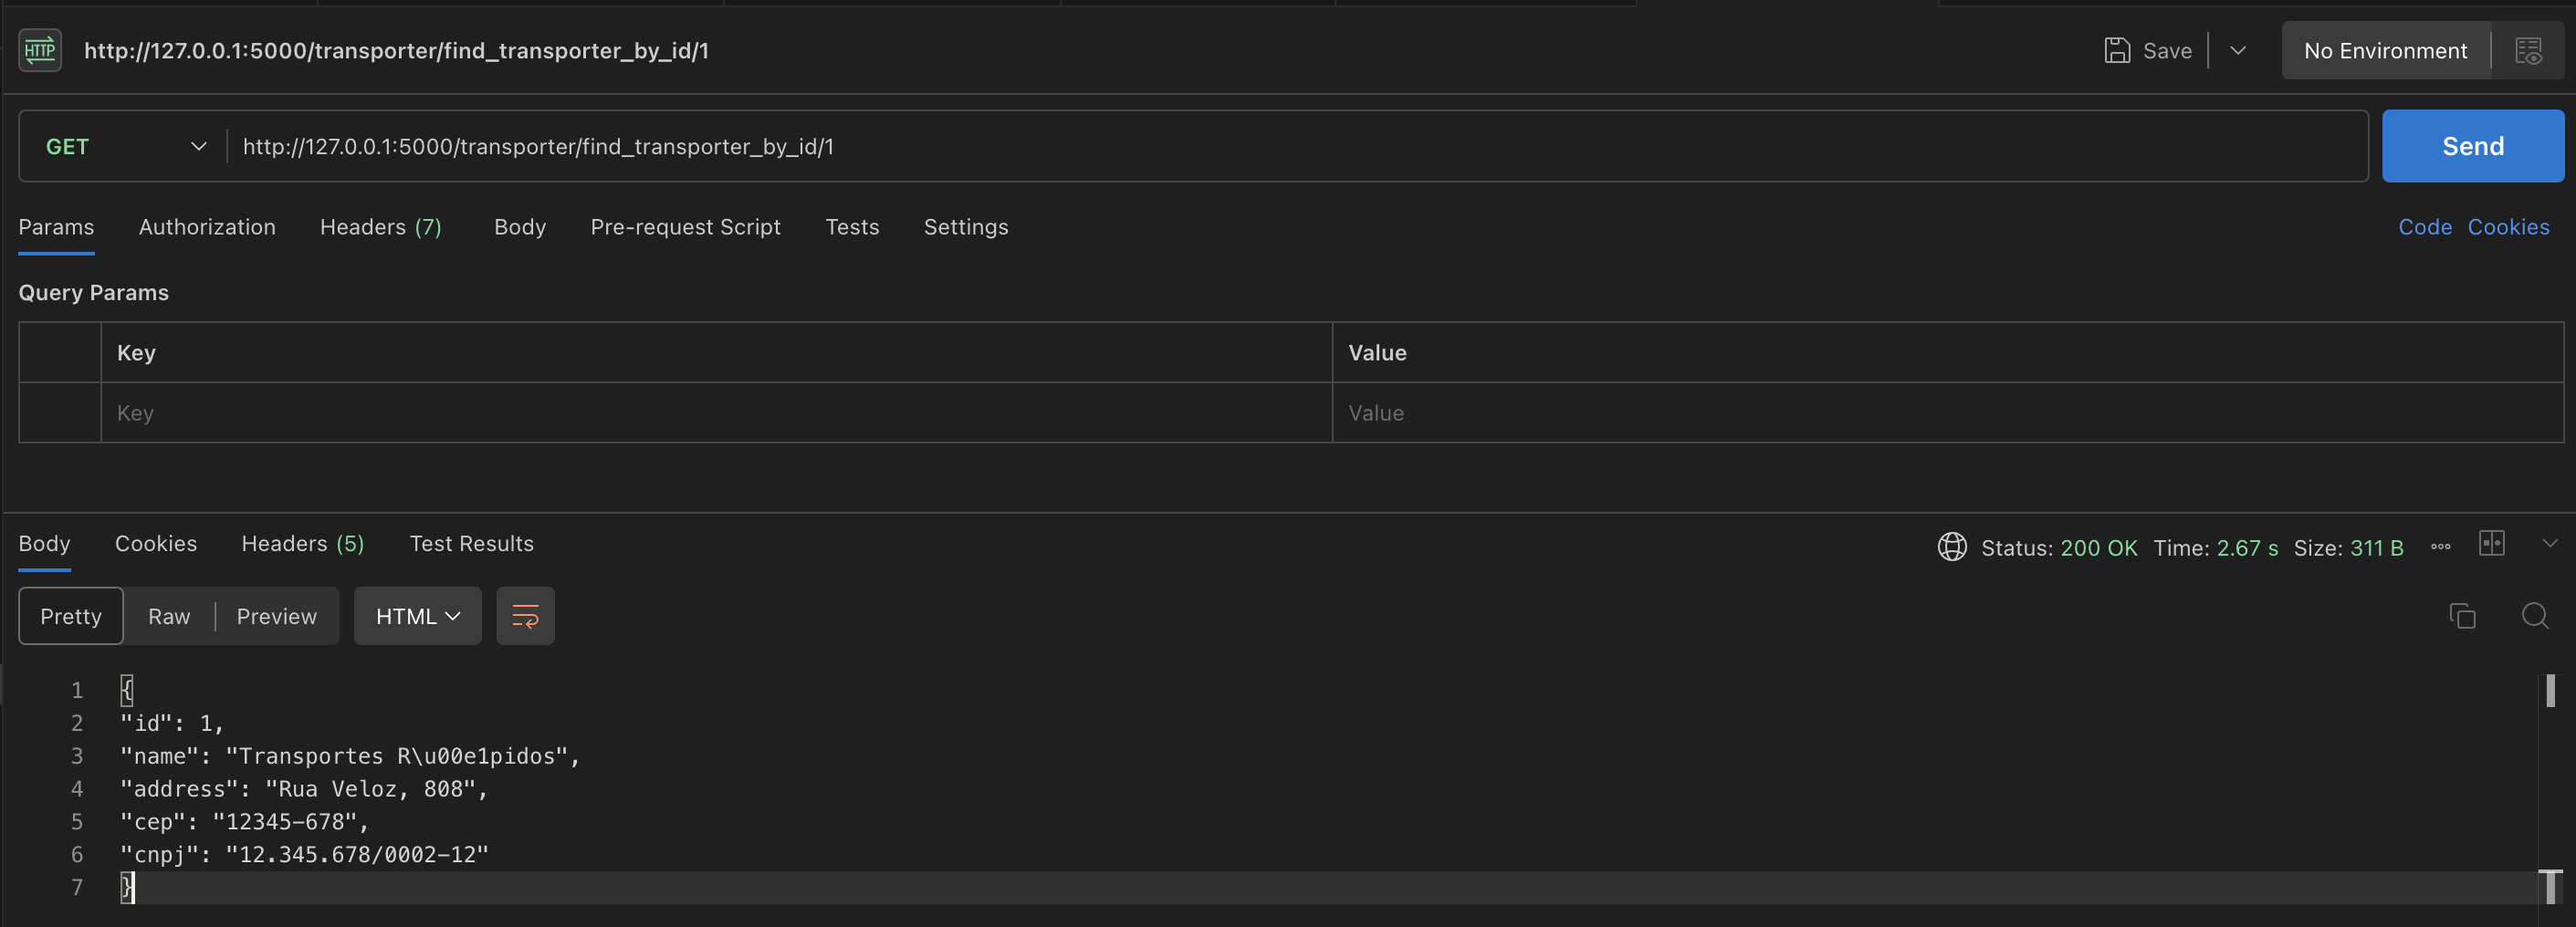 HTTP http://127.0.0.1:5000/transporter/find_transporter_by_id/1 Save No Environment
GET http://127.0.0.1:5000/transporter/find_transporter_by_id/1 Send
Params Authorization Headers (7) Body Pre-request Script Tests Settings Code Cookies
Query Params
Key Value
Key Value
Body Cookies Headers (5) Test Results Status: 200 OK Time: 2.67 s Size: 311 B
Pretty Raw Preview HTML
1 {
2 "id": 1,
3 "name": "Transportes R\u00e1pidos",
4 "address": "Rua Veloz, 808",
5 "cep": "12345-678",
6 "cnpj": "12.345.678/0002-12"
7 }